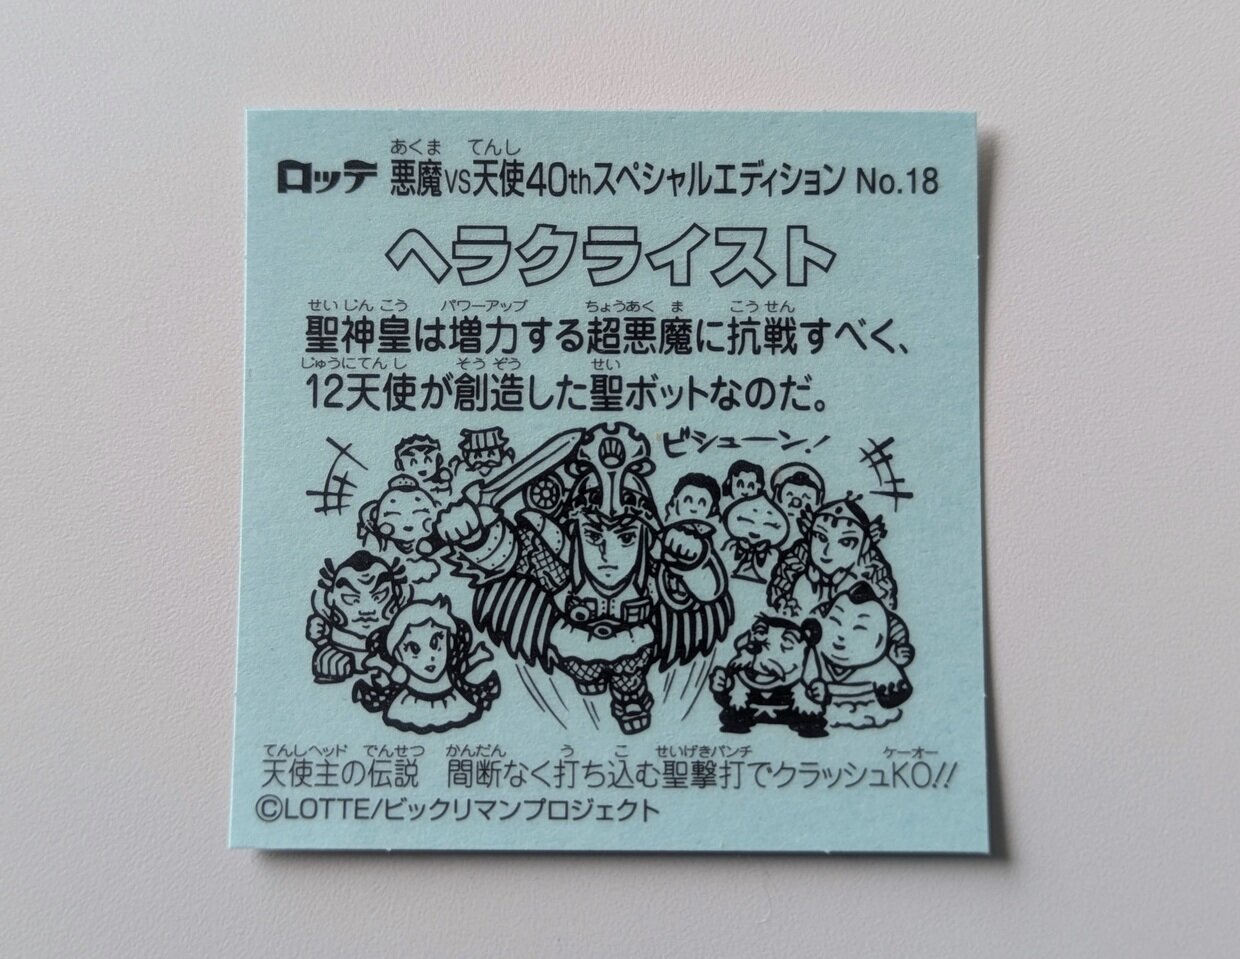 ロッテ 悪魔VS天使40thスペシャルエディション No.18
あくま てんし
ヘラクライスト
せいじんこう パワーアップ ちょうあくま こうせん
聖神皇は増力する超悪魔に抗戦すべく、
じゅうにてんし そうぞう せい
12天使が創造した聖ボットなのだ。
ビシューン!
てんしヘッド でんせつ かんだん う こ せいげきパンチ ケーオー
天使主の伝説 間断なく打ち込む聖撃打でクラッシュKO!!
©LOTTE/ビックリマンプロジェクト